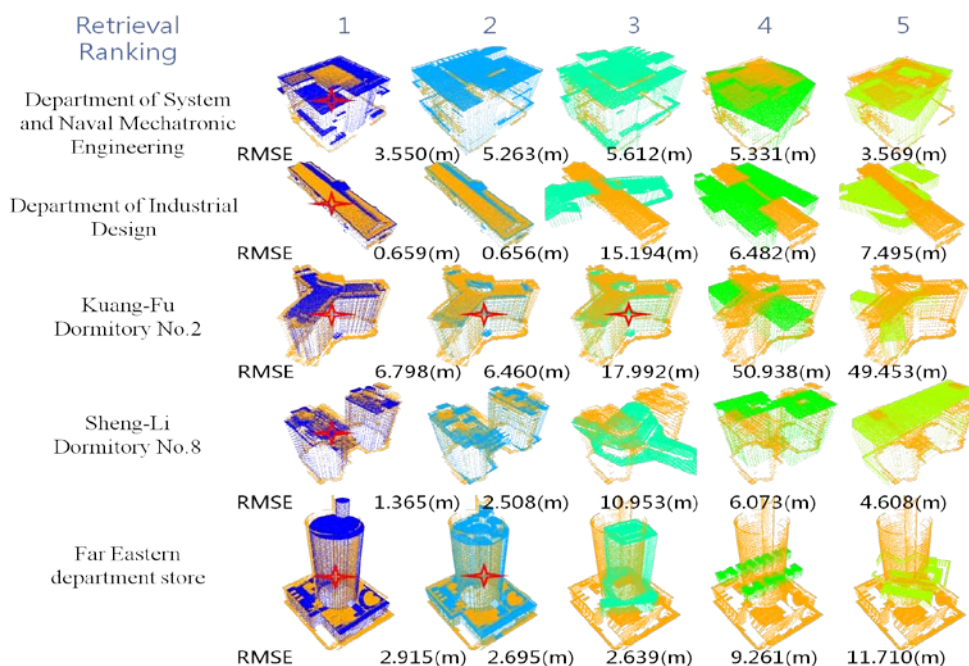 Retrieval Ranking 1 2 3 4 5
Department of System
and Naval Mechatronic
Engineering
RMSE 3.550(m) 5.263(m) 5.612(m) 5.331(m) 3.569(m)
Department of Industrial
Design
RMSE 0.659(m) 0.656(m) 15.194(m) 6.482(m) 7.495(m)
Kuang-Fu
Dormitory No.2
RMSE 6.798(m) 6.460(m) 17.992(m) 50.938(m) 49.453(m)
Sheng-Li
Dormitory No.8
RMSE 1.365(m) 2.508(m) 10.953(m) 6.073(m) 4.608(m)
Far Eastern
department store
RMSE 2.915(m) 2.695(m) 2.639(m) 9.261(m) 11.710(m)